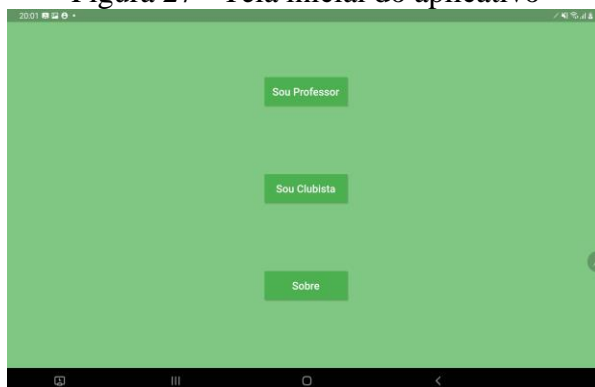 Figura 27 - Tela inicial do aplicativo
20:01
Sou Professor
Sou Clubista
Sobre